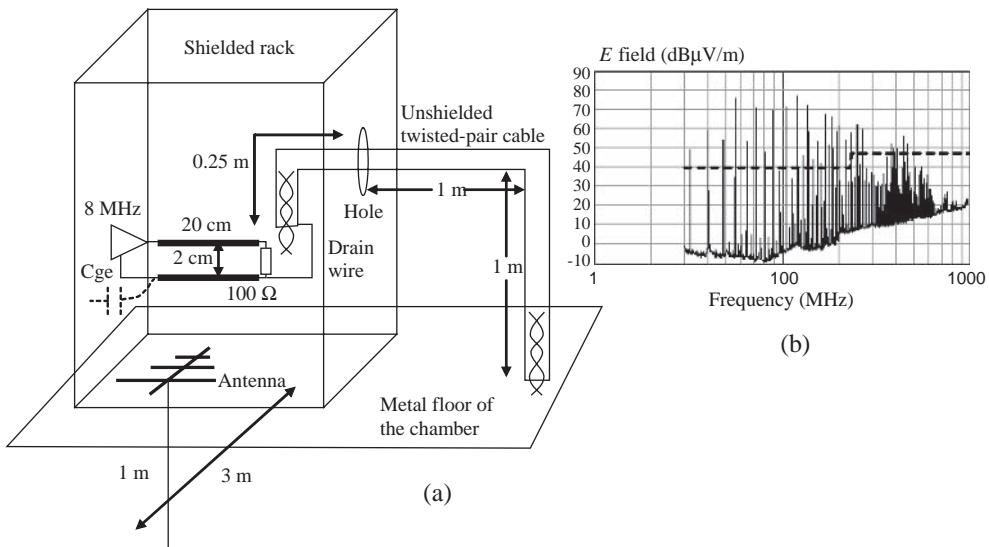 Shielded rack
Unshielded
twisted-pair cable
0.25 m
1 m
Hole
8 MHz
20 cm
2 cm
Drain
wire
Cge
100 Ω
1 m
Antenna
Metal floor of
the chamber
1 m
3 m
(a)
E field (dBµV/m)
90
80
70
60
50
40
30
20
10
0
-10
1
100
1000
Frequency (MHz)
(b)